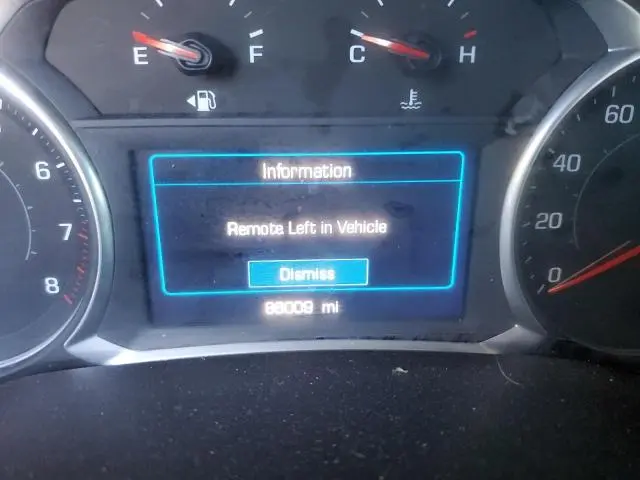 E F C H
60
Information
6 40
Remote Left in Vehicle
7 20
Dismiss
8 0
88009 mi